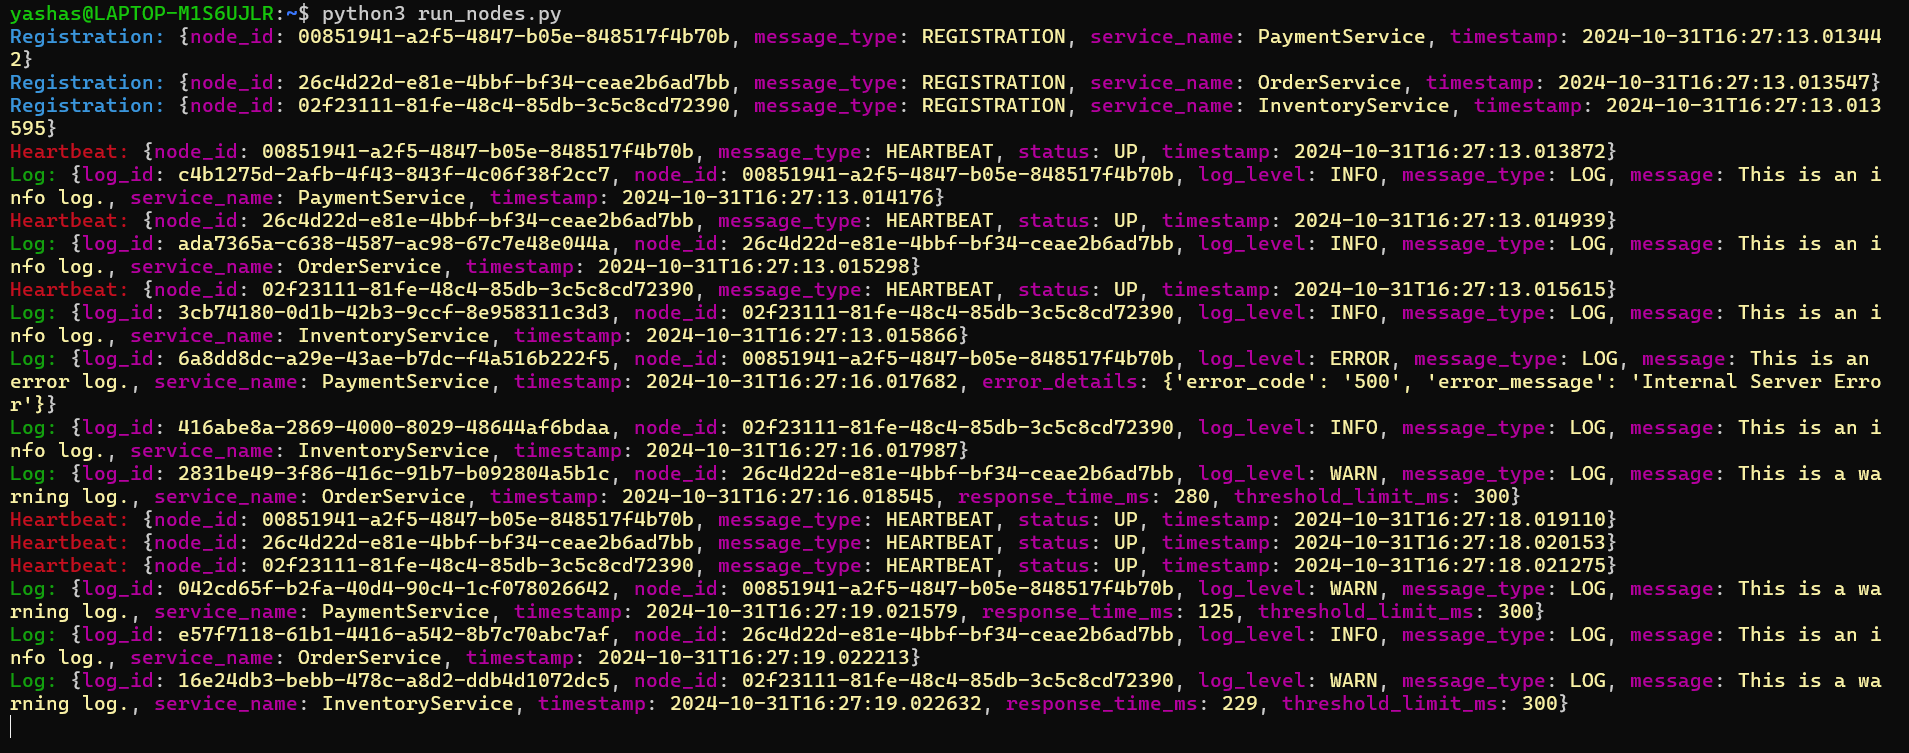 yashas@LAPTOP-M1S6UJLR:~$ python3 run_nodes.py
Registration: {node_id: 00851941-a2f5-4847-b05e-848517f4b70b, message_type: REGISTRATION, service_name: PaymentService, timestamp: 2024-10-31T16:27:13.01344
2}
Registration: {node_id: 26c4d22d-e81e-4bbf-bf34-ceae2b6ad7bb, message_type: REGISTRATION, service_name: OrderService, timestamp: 2024-10-31T16:27:13.013547}
Registration: {node_id: 02f23111-81fe-48c4-85db-3c5c8cd72390, message_type: REGISTRATION, service_name: InventoryService, timestamp: 2024-10-31T16:27:13.013
595}
Heartbeat: {node_id: 00851941-a2f5-4847-b05e-848517f4b70b, message_type: HEARTBEAT, status: UP, timestamp: 2024-10-31T16:27:13.013872}
Log: {log_id: c4b1275d-2afb-4f43-843f-4c06f38f2cc7, node_id: 00851941-a2f5-4847-b05e-848517f4b70b, log_level: INFO, message_type: LOG, message: This is an i
nfo log., service_name: PaymentService, timestamp: 2024-10-31T16:27:13.014176}
Heartbeat: {node_id: 26c4d22d-e81e-4bbf-bf34-ceae2b6ad7bb, message_type: HEARTBEAT, status: UP, timestamp: 2024-10-31T16:27:13.014939}
Log: {log_id: ada7365a-c638-4587-ac98-67c7e48e044a, node_id: 26c4d22d-e81e-4bbf-bf34-ceae2b6ad7bb, log_level: INFO, message_type: LOG, message: This is an i
nfo log., service_name: OrderService, timestamp: 2024-10-31T16:27:13.015298}
Heartbeat: {node_id: 02f23111-81fe-48c4-85db-3c5c8cd72390, message_type: HEARTBEAT, status: UP, timestamp: 2024-10-31T16:27:13.015615}
Log: {log_id: 3cb74180-0d1b-42b3-9ccf-8e958311c3d3, node_id: 02f23111-81fe-48c4-85db-3c5c8cd72390, log_level: INFO, message_type: LOG, message: This is an i
nfo log., service_name: InventoryService, timestamp: 2024-10-31T16:27:13.015866}
Log: {log_id: 6a8dd8dc-a29e-43ae-b7dc-f4a516b222f5, node_id: 00851941-a2f5-4847-b05e-848517f4b70b, log_level: ERROR, message_type: LOG, message: This is an
error log., service_name: PaymentService, timestamp: 2024-10-31T16:27:16.017682, error_details: {'error_code': '500', 'error_message': 'Internal Server Erro
r'}}
Log: {log_id: 416abe8a-2869-4000-8029-48644af6bdaa, node_id: 02f23111-81fe-48c4-85db-3c5c8cd72390, log_level: INFO, message_type: LOG, message: This is an i
nfo log., service_name: InventoryService, timestamp: 2024-10-31T16:27:16.017987}
Log: {log_id: 2831be49-3f86-416c-91b7-b092804a5b1c, node_id: 26c4d22d-e81e-4bbf-bf34-ceae2b6ad7bb, log_level: WARN, message_type: LOG, message: This is a wa
rning log., service_name: OrderService, timestamp: 2024-10-31T16:27:16.018545, response_time_ms: 280, threshold_limit_ms: 300}
Heartbeat: {node_id: 00851941-a2f5-4847-b05e-848517f4b70b, message_type: HEARTBEAT, status: UP, timestamp: 2024-10-31T16:27:18.019110}
Heartbeat: {node_id: 26c4d22d-e81e-4bbf-bf34-ceae2b6ad7bb, message_type: HEARTBEAT, status: UP, timestamp: 2024-10-31T16:27:18.020153}
Heartbeat: {node_id: 02f23111-81fe-48c4-85db-3c5c8cd72390, message_type: HEARTBEAT, status: UP, timestamp: 2024-10-31T16:27:18.021275}
Log: {log_id: 042cd65f-b2fa-40d4-90c4-1cf078026642, node_id: 00851941-a2f5-4847-b05e-848517f4b70b, log_level: WARN, message_type: LOG, message: This is a wa
rning log., service_name: PaymentService, timestamp: 2024-10-31T16:27:19.021579, response_time_ms: 125, threshold_limit_ms: 300}
Log: {log_id: e57f7118-61b1-4416-a542-8b7c70abc7af, node_id: 26c4d22d-e81e-4bbf-bf34-ceae2b6ad7bb, log_level: INFO, message_type: LOG, message: This is an i
nfo log., service_name: OrderService, timestamp: 2024-10-31T16:27:19.022213}
Log: {log_id: 16e24db3-bebb-478c-a8d2-ddb4d1072dc5, node_id: 02f23111-81fe-48c4-85db-3c5c8cd72390, log_level: WARN, message_type: LOG, message: This is a wa
rning log., service_name: InventoryService, timestamp: 2024-10-31T16:27:19.022632, response_time_ms: 229, threshold_limit_ms: 300}